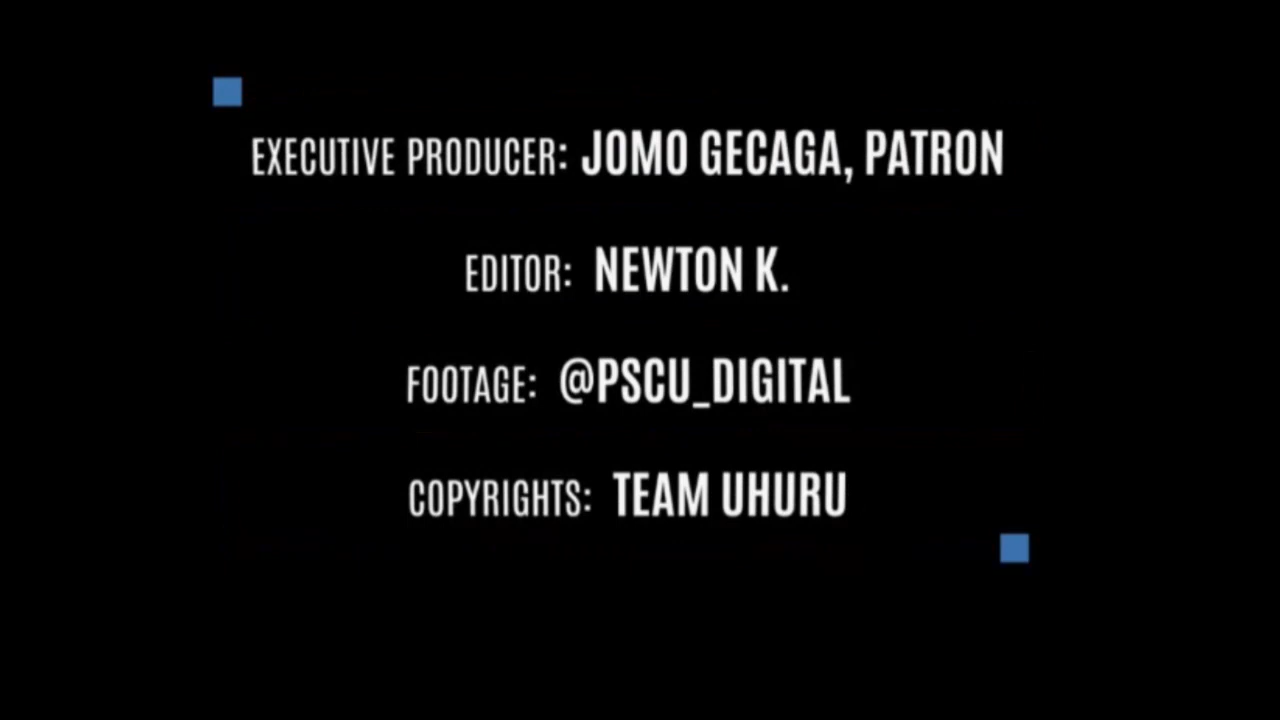 EXECUTIVE PRODUCER: JOMO GECAGA, PATRON
EDITOR: NEWTON K.
FOOTAGE: @PSCU_DIGITAL
COPYRIGHTS: TEAM UHURU